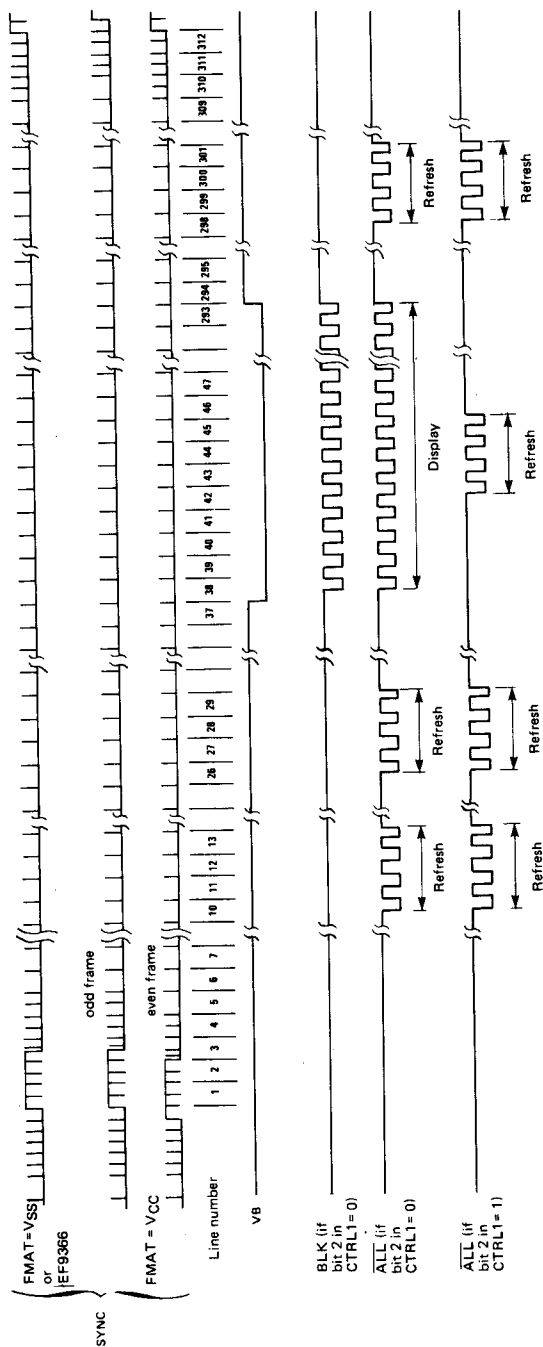 SYNC
FMAT = VSS
or
EF9366
odd frame
FMAT = VCC
even frame
Line number
1 2 3 4 5 6 7 10 11 12 13 26 27 28 29 37 38 39 40 41 42 43 44 45 46 47 293 294 295 298 299 300 301 309 310 311 312
VB
BLK (if
bit 2 in
CTRL1 = 0)
ALL (if
bit 2 in
CTRL1 = 0)
Refresh
Refresh
Display
Refresh
ALL (if
bit 2 in
CTRL1 = 1)
Refresh
Refresh
Refresh
Refresh